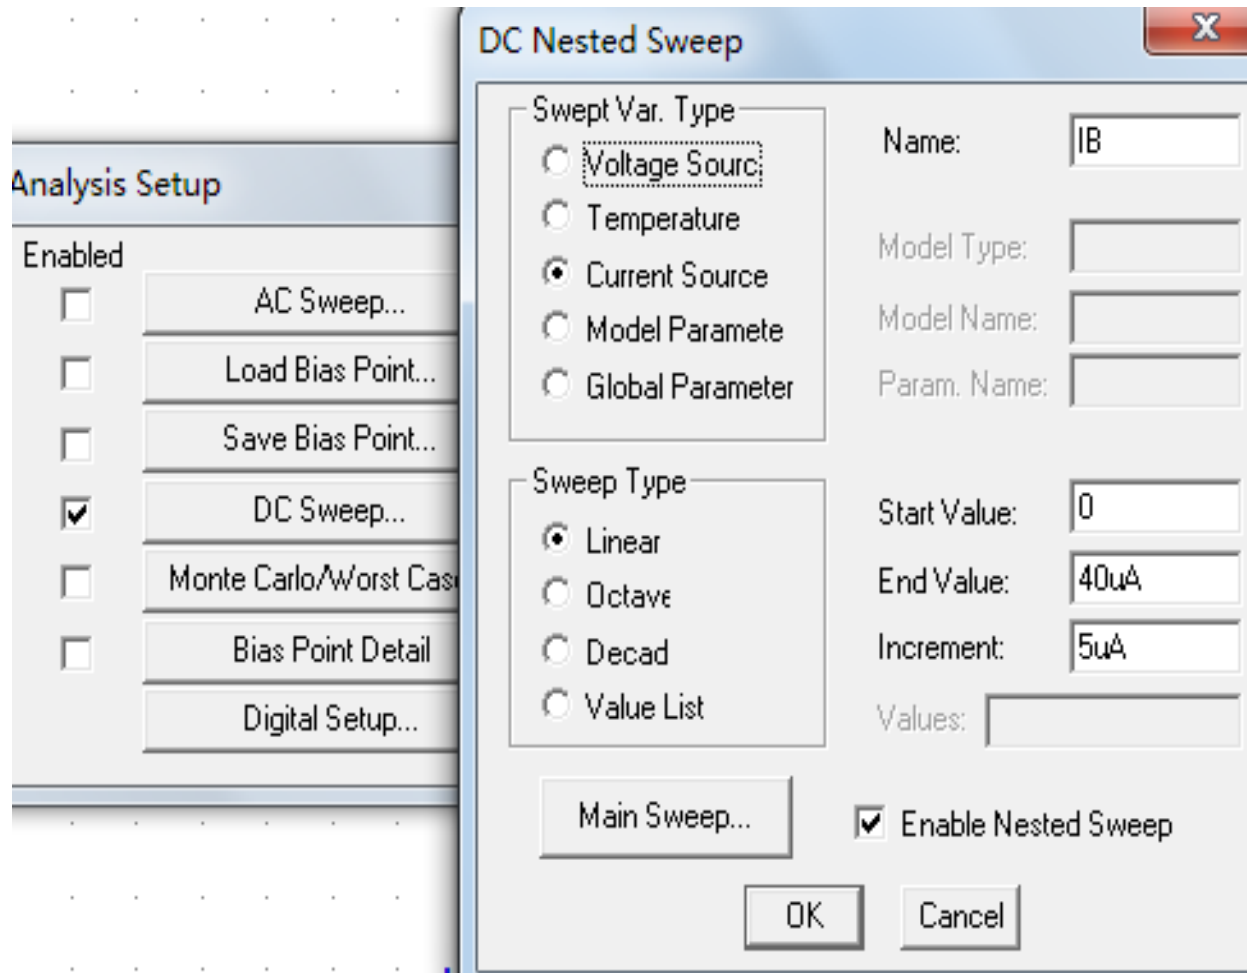 Analysis Setup
Enabled
AC Sweep...
Load Bias Point...
Save Bias Point...
DC Sweep...
Monte Carlo/Worst Cas
Bias Point Detail
Digital Setup...
DC Nested Sweep
X
Swept Var. Type
Voltage Sourc
Temperature
Current Source
Model Paramete
Global Parameter
Name: IB
Model Type:
Model Name:
Param. Name:
Sweep Type
Linear
Octave
Decad
Value List
Start Value: 0
End Value: 40uA
Increment: 5uA
Values:
Main Sweep...
Enable Nested Sweep
OK
Cancel